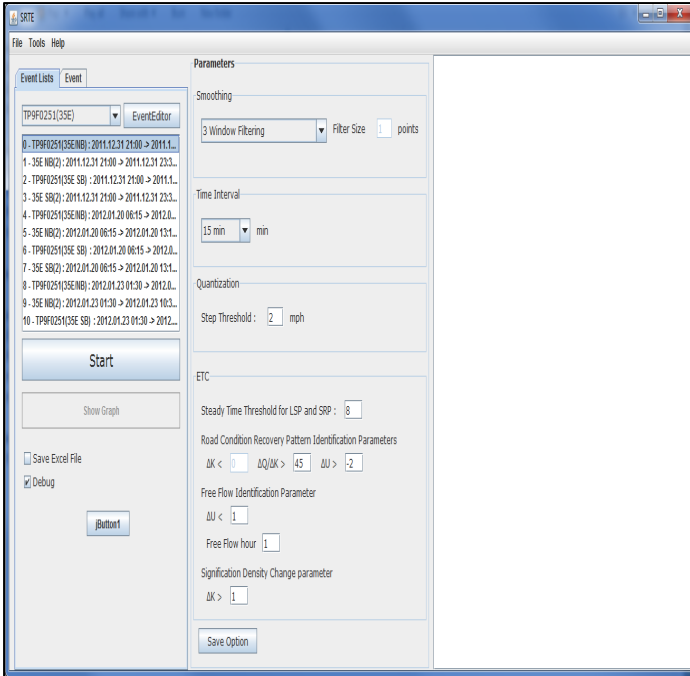 SRTE
File Tools Help
Event Lists Event
TP9F0251(35E) EventEditor
0 - TP9F0251(35E/NB) : 2011.12.31 21:00 -> 2011.1...
1 - 35E NB(2) : 2011.12.31 21:00 -> 2011.12.31 23:3...
2 - TP9F0251(35E SB) : 2011.12.31 21:00 -> 2011.1...
3 - 35E SB(2) : 2011.12.31 21:00 -> 2011.12.31 23:3...
4 - TP9F0251(35E/NB) : 2012.01.20 06:15 -> 2012.0...
5 - 35E NB(2) : 2012.01.20 06:15 -> 2012.01.20 13:1...
6 - TP9F0251(35E SB) : 2012.01.20 06:15 -> 2012.0...
7 - 35E SB(2) : 2012.01.20 06:15 -> 2012.01.20 13:1...
8 - TP9F0251(35E/NB) : 2012.01.23 01:30 -> 2012.0...
9 - 35E NB(2) : 2012.01.23 01:30 -> 2012.01.23 10:3...
10 - TP9F0251(35E SB) : 2012.01.23 01:30 -> 2012....
Start
Show Graph
Save Excel File
Debug
jButton1
Parameters
Smoothing
3 Window Filtering Filter Size 1 points
Time Interval
15 min min
Quantization
Step Threshold : 2 mph
ETC
Steady Time Threshold for LSP and SRP : 8
Road Condition Recovery Pattern Identification Parameters
ΔK < 0 ΔQ/ΔK > 45 ΔU > -2
Free Flow Identification Parameter
ΔU < 1
Free Flow hour 1
Signification Density Change parameter
ΔK > 1
Save Option